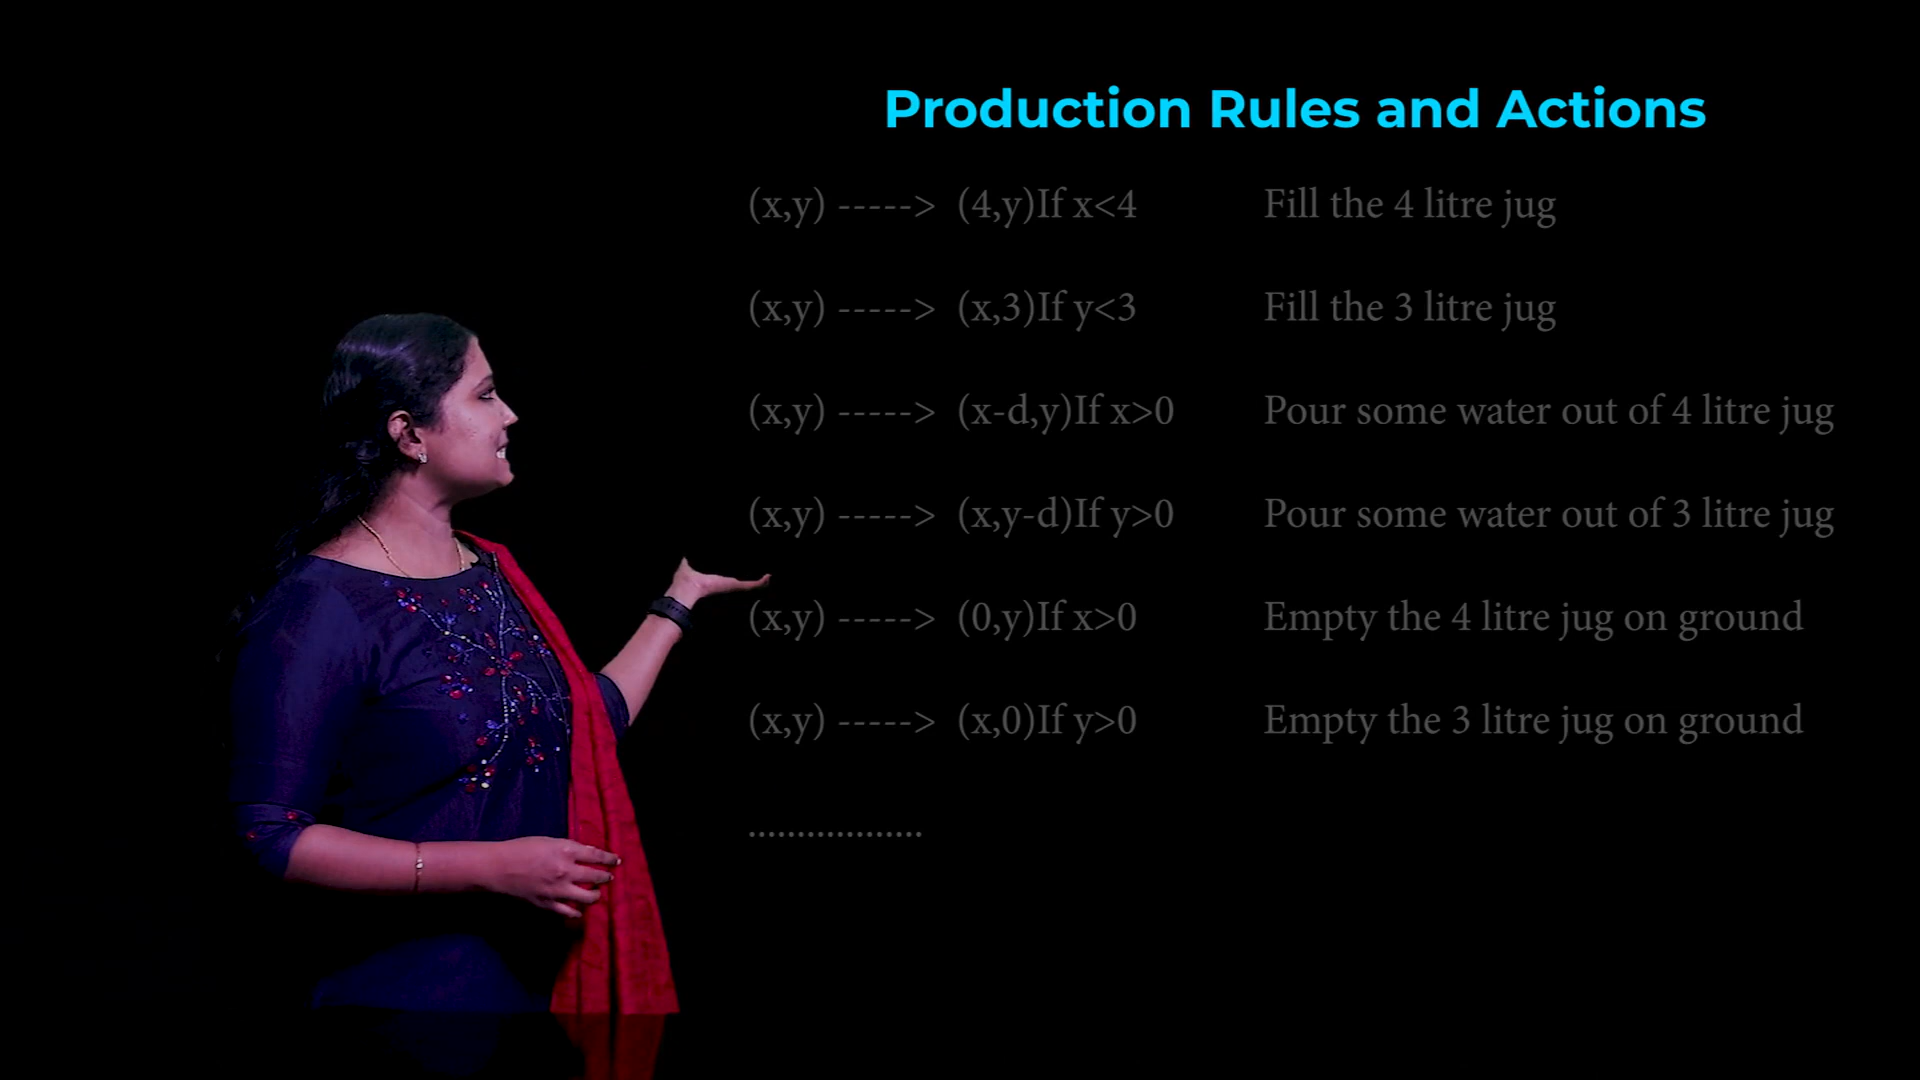 Production Rules and Actions
(x,y) -----> (4,y)If x<4 Fill the 4 litre jug
(x,y) -----> (x,3)If y<3 Fill the 3 litre jug
(x,y) -----> (x-d,y)If x>0 Pour some water out of 4 litre jug
(x,y) -----> (x,y-d)If y>0 Pour some water out of 3 litre jug
(x,y) -----> (0,y)If x>0 Empty the 4 litre jug on ground
(x,y) -----> (x,0)If y>0 Empty the 3 litre jug on ground
..................